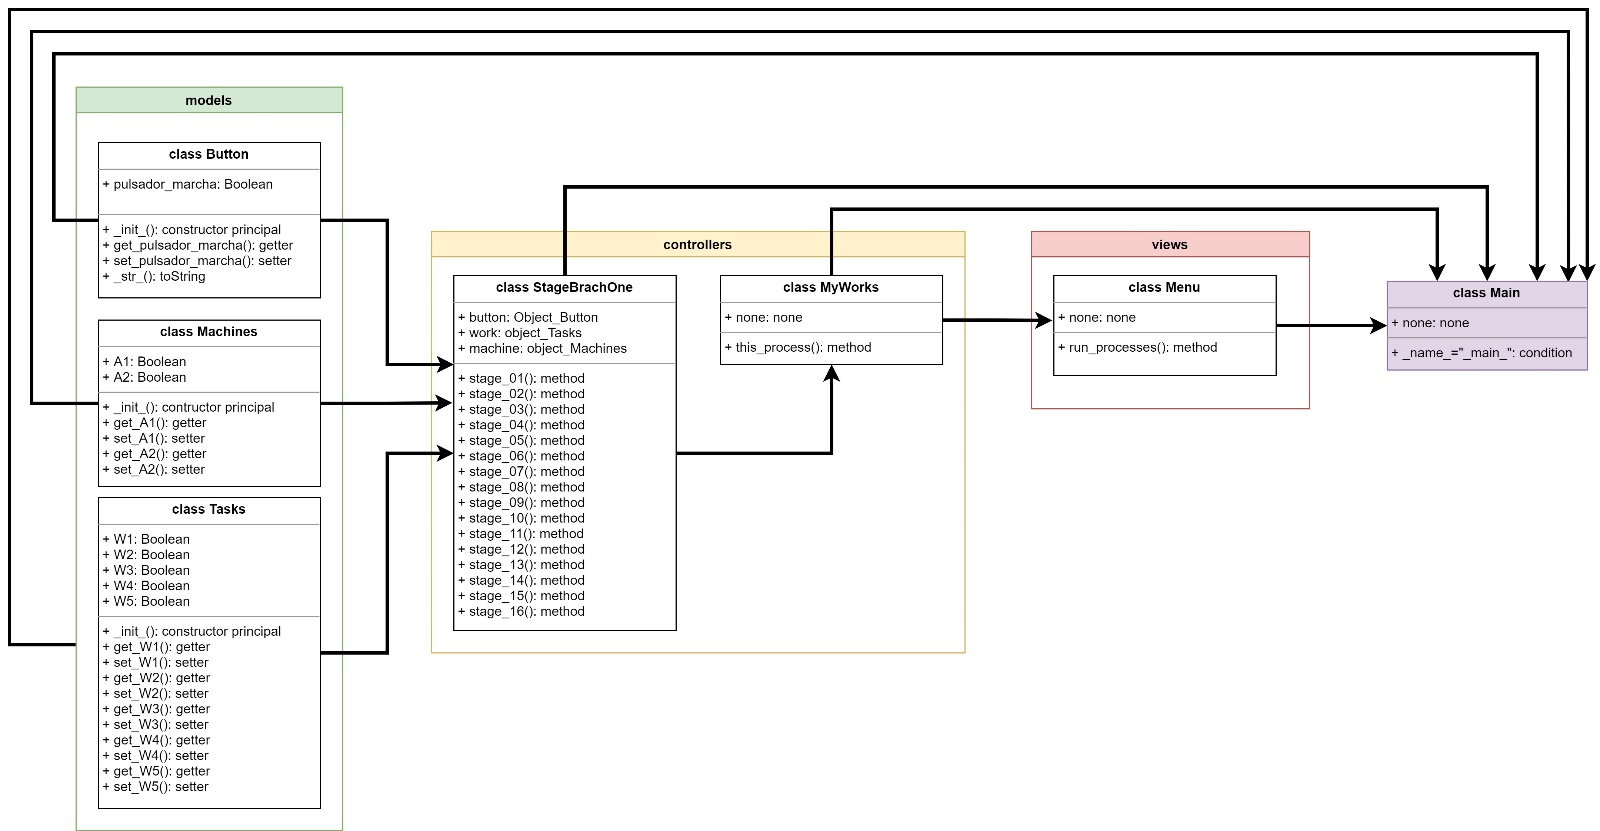 models
class Button
+ pulsador_marcha: Boolean
+ _init_(): constructor principal
+ get_pulsador_marcha(): getter
+ set_pulsador_marcha(): setter
+ _str_(): toString
class Machines
+ A1: Boolean
+ A2: Boolean
+ _init_(): contructor principal
+ get_A1(): getter
+ set_A1(): setter
+ get_A2(): getter
+ set_A2(): setter
class Tasks
+ W1: Boolean
+ W2: Boolean
+ W3: Boolean
+ W4: Boolean
+ W5: Boolean
+ _init_(): constructor principal
+ get_W1(): getter
+ set_W1(): setter
+ get_W2(): getter
+ set_W2(): setter
+ get_W3(): getter
+ set_W3(): setter
+ get_W4(): getter
+ set_W4(): setter
+ get_W5(): getter
+ set_W5(): setter
controllers
class StageBrachOne
+ button: Object_Button
+ work: object_Tasks
+ machine: object_Machines
+ stage_01(): method
+ stage_02(): method
+ stage_03(): method
+ stage_04(): method
+ stage_05(): method
+ stage_06(): method
+ stage_07(): method
+ stage_08(): method
+ stage_09(): method
+ stage_10(): method
+ stage_11(): method
+ stage_12(): method
+ stage_13(): method
+ stage_14(): method
+ stage_15(): method
+ stage_16(): method
class MyWorks
+ none: none
+ this_process(): method
views
class Menu
+ none: none
+ run_processes(): method
class Main
+ none: none
+ _name_="_main_": condition